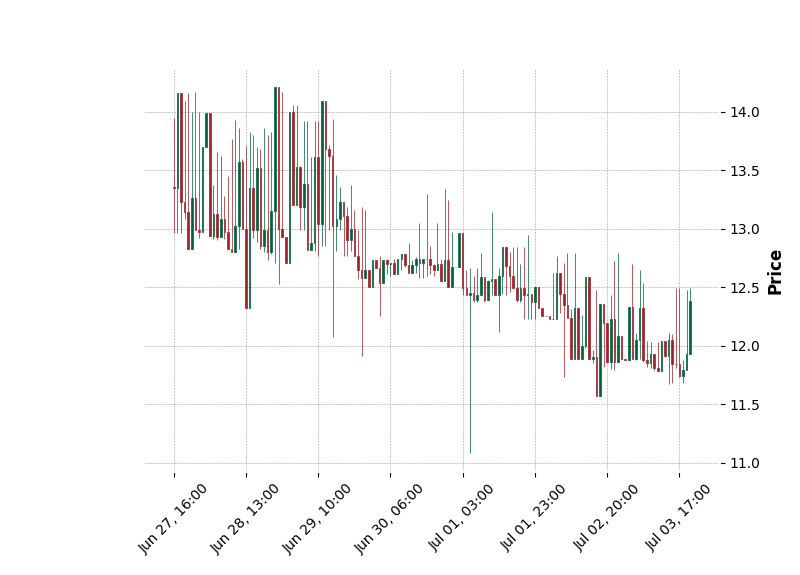 14.0
13.5
13.0
12.5
12.0
11.5
11.0
Price
Jun 27, 16:00
Jun 28, 13:00
Jun 29, 10:00
Jun 30, 06:00
Jul 01, 03:00
Jul 01, 23:00
Jul 02, 20:00
Jul 03, 17:00